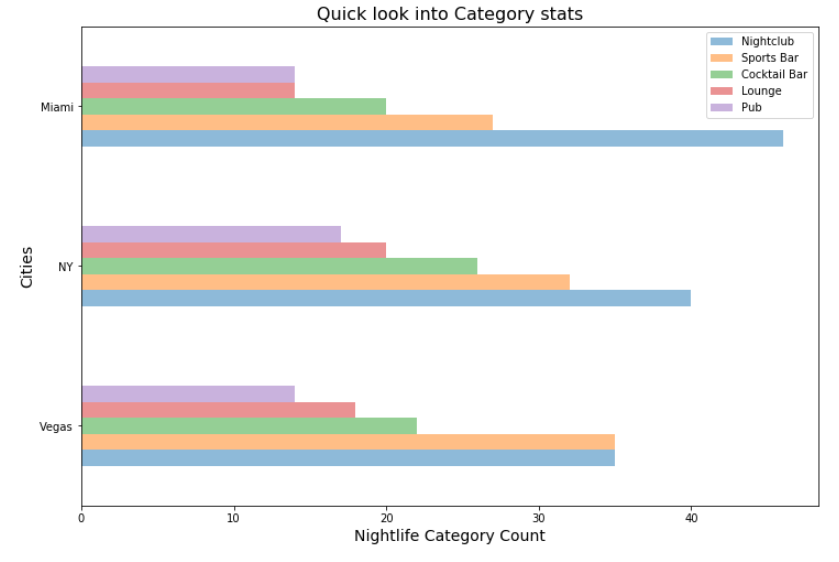 Quick look into Category stats
Nightclub
Sports Bar
Cocktail Bar
Lounge
Pub
Cities
Miami
NY
Vegas
0 10 20 30 40
Nightlife Category Count